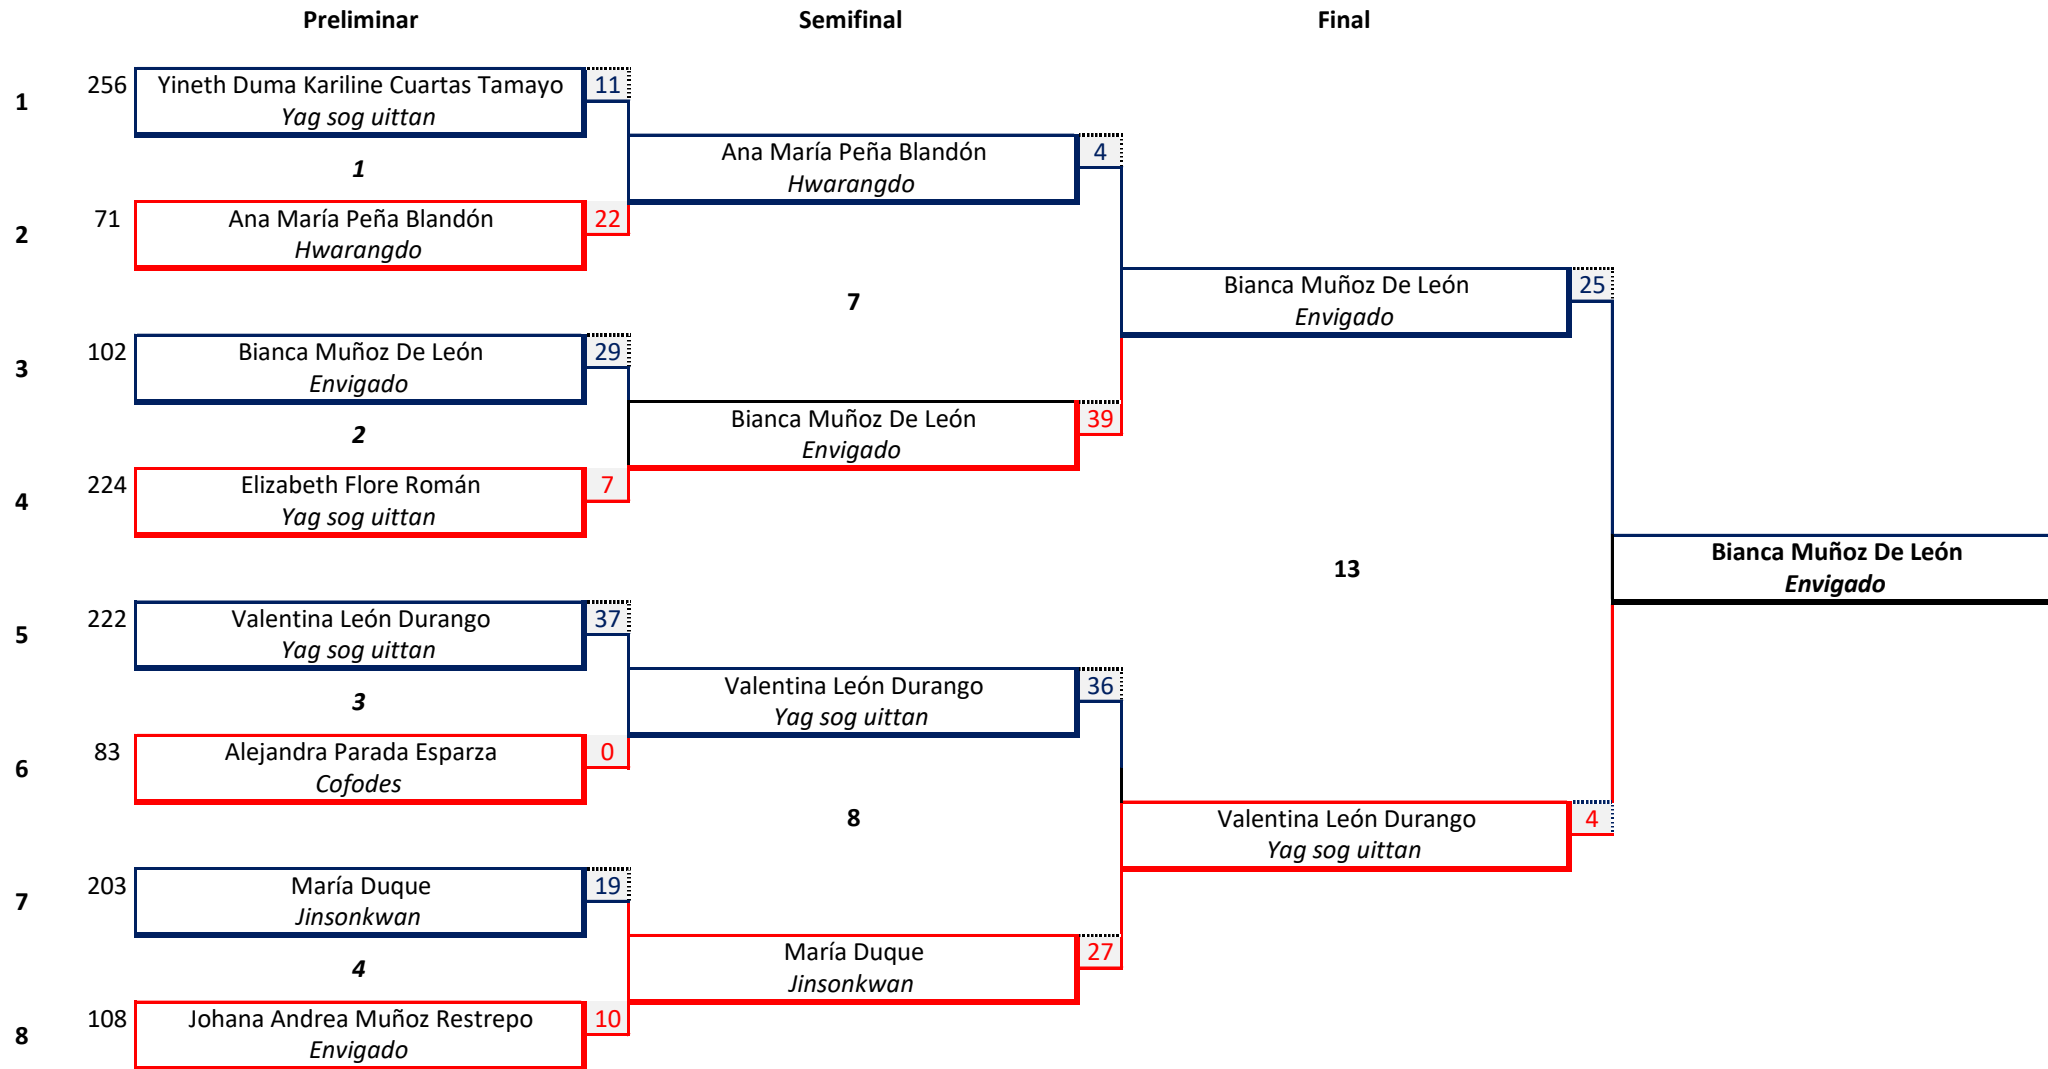 Preliminar Semifinal Final
1 256 Yineth Duma Kariline Cuartas Tamayo 11
Yag sog uittan
1
2 71 Ana María Peña Blandón 22
Hwarangdo
Ana María Peña Blandón 4
Hwarangdo
7
3 102 Bianca Muñoz De León 29
Envigado
2
4 224 Elizabeth Flore Román 7
Yag sog uittan
Bianca Muñoz De León 39
Envigado
Bianca Muñoz De León 25
Envigado
13
Bianca Muñoz De León
Envigado
5 222 Valentina León Durango 37
Yag sog uittan
3
6 83 Alejandra Parada Esparza 0
Cofodes
Valentina León Durango 36
Yag sog uittan
8
Valentina León Durango 4
Yag sog uittan
7 203 María Duque 19
Jinsonkwan
4
8 108 Johana Andrea Muñoz Restrepo 10
Envigado
María Duque 27
Jinsonkwan